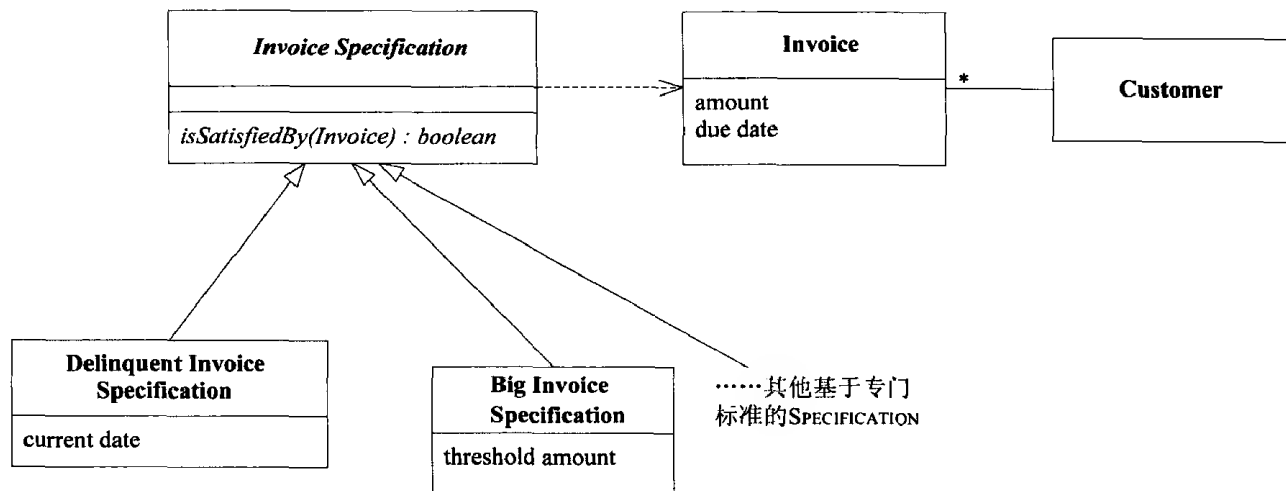 Invoice Specification
isSatisfiedBy(Invoice) : boolean
Invoice
amount
due date
*
Customer
Delinquent Invoice
Specification
current date
Big Invoice
Specification
threshold amount
……其他基于专门
标准的SPECIFICATION